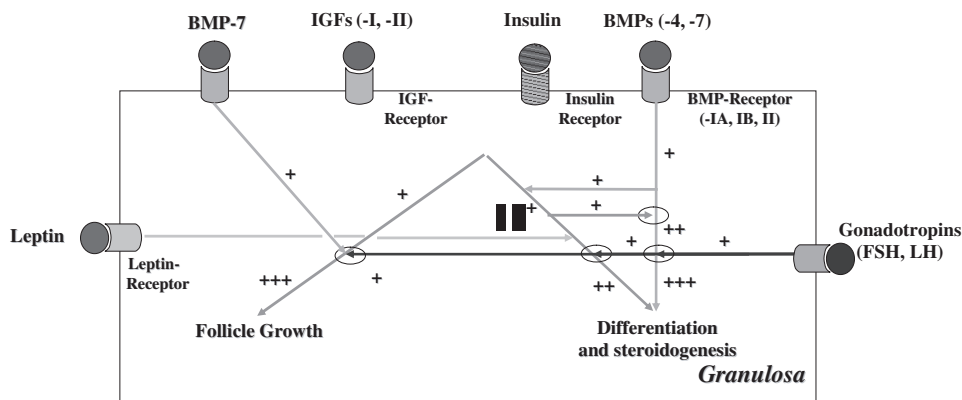 BMP-7
IGFs (-I, -II)
Insulin
BMPs (-4, -7)
IGF-
Receptor
Insulin
Receptor
BMP-Receptor
(-IA, IB, II)
+
+
+
+
+
+
Leptin
Leptin-
Receptor
++
+
+
Gonadotropins
(FSH, LH)
+++
+
++
+++
Follicle Growth
Differentiation
and steroidogenesis
Granulosa